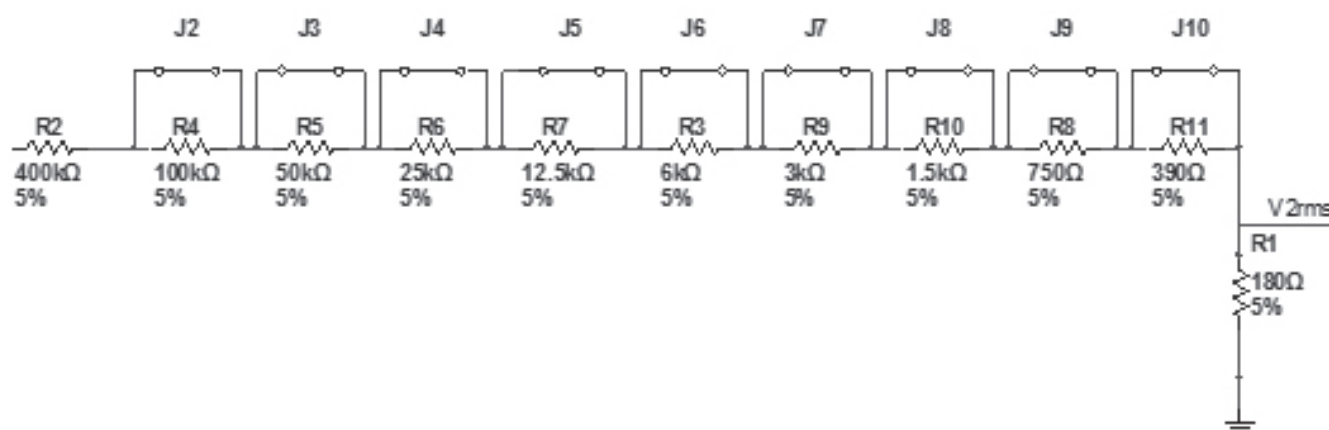 J2 J3 J4 J5 J6 J7 J8 J9 J10
R2 R4 R5 R6 R7 R3 R9 R10 R8 R11
400kΩ 100kΩ 50kΩ 25kΩ 12.5kΩ 6kΩ 3kΩ 1.5kΩ 750Ω 390Ω
5% 5% 5% 5% 5% 5% 5% 5% 5% 5%
V2rms
R1
180Ω
5%